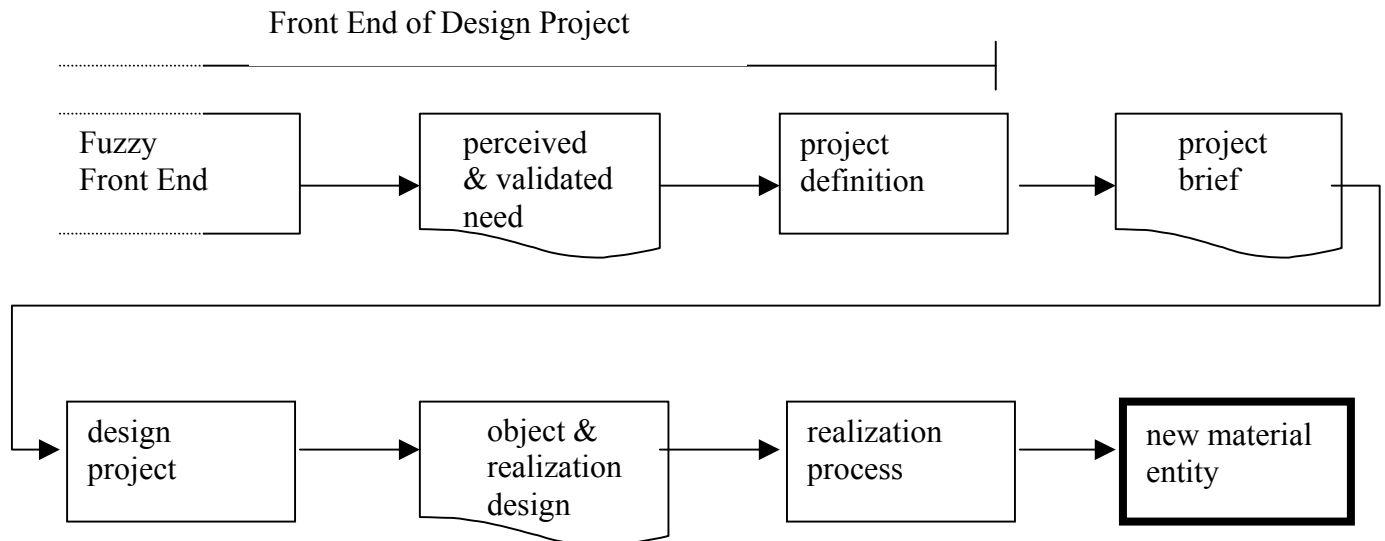 Front End of Design Project
Fuzzy
Front End
perceived
& validated
need
project
definition
project
brief
design
project
object &
realization
design
realization
process
new material
entity